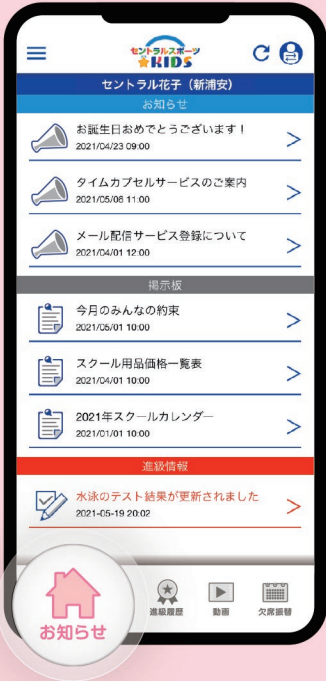 セントラルスポーツ
KIDS
セントラル花子（新浦安）
お知らせ
お誕生日おめでとうございます！
2021/04/23 09:00
タイムカプセルサービスのご案内
2021/05/06 11:00
メール配信サービス登録について
2021/04/01 12:00
掲示板
今月のみんなの約束
2021/05/01 10:00
スクール用品価格一覧表
2021/04/01 10:00
2021年スクールカレンダー
2021/01/01 10:00
進級情報
水泳のテスト結果が更新されました
2021-05-19 20:02
お知らせ
進級履歴
動画
欠席振替